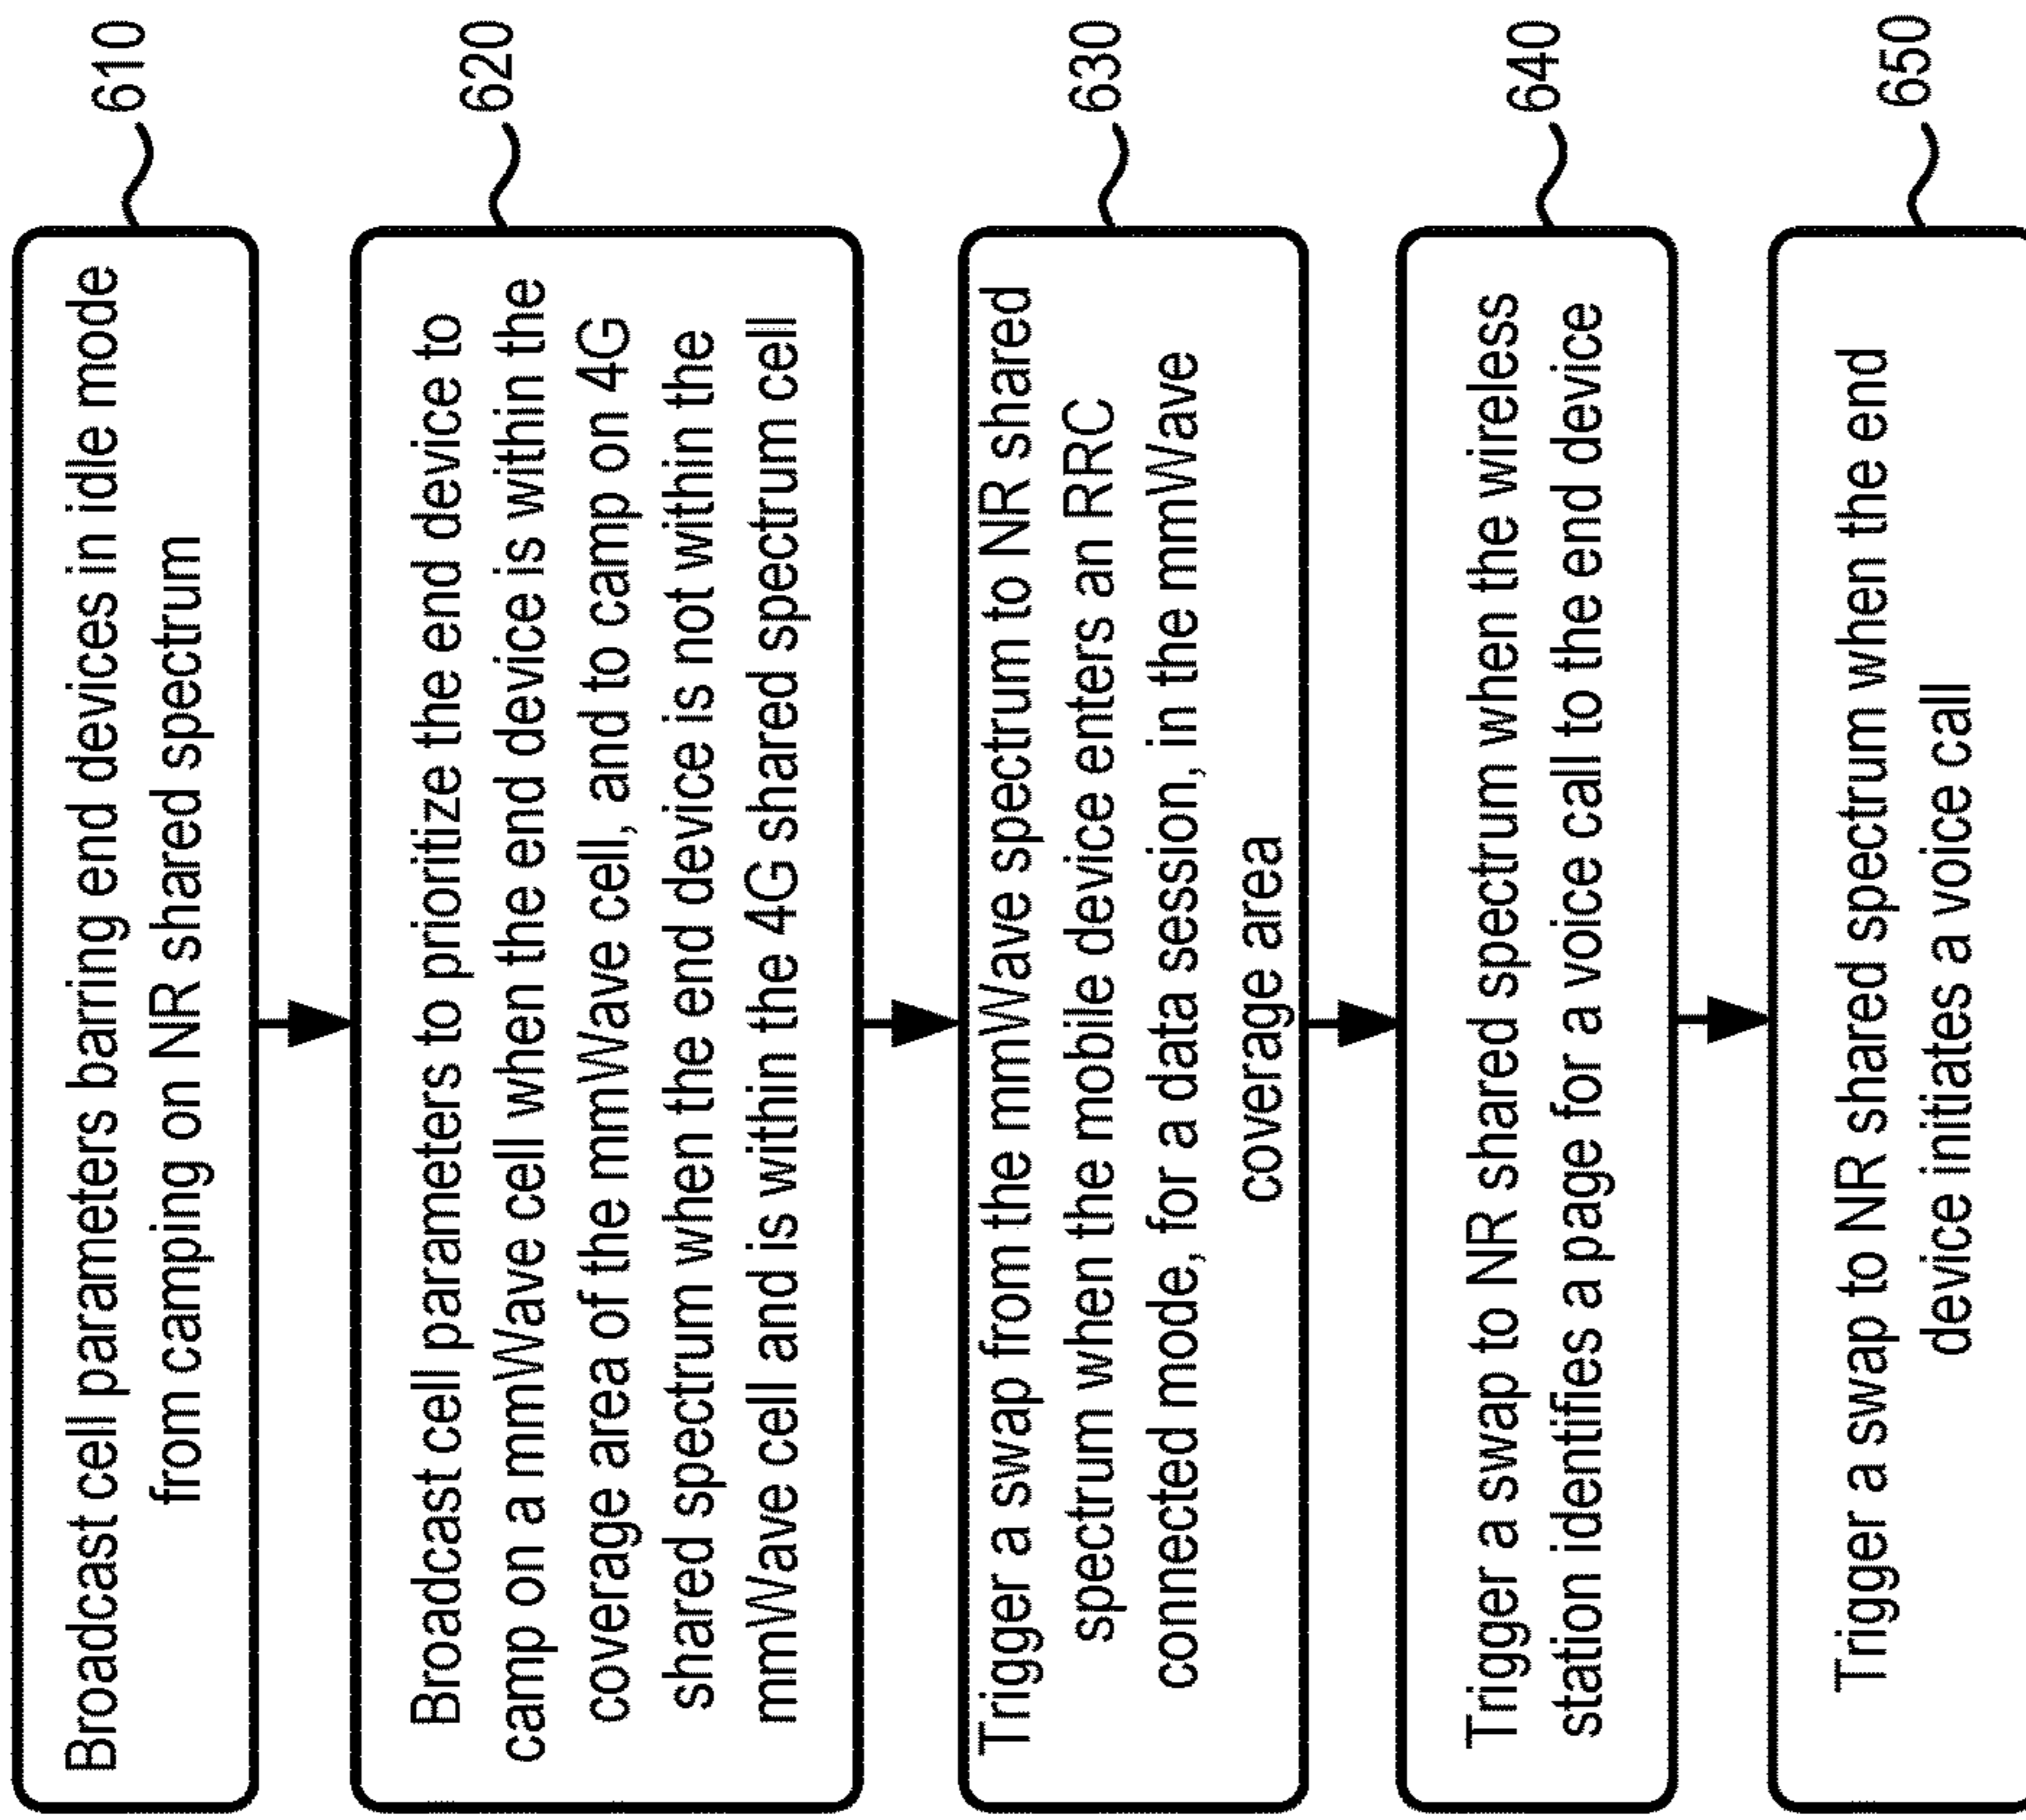 Broadcast cell parameters barring end devices in idle mode
from camping on NR shared spectrum
610
Broadcast cell parameters to prioritize the end device to
camp on a mmWave cell when the end device is within the
coverage area of the mmWave cell, and to camp on 4G
shared spectrum when the end device is not within the
mmWave cell and is within the 4G shared spectrum cell
620
Trigger a swap from the mmWave spectrum to NR shared
spectrum when the mobile device enters an RRC
connected mode, for a data session, in the mmWave
coverage area
630
Trigger a swap to NR shared spectrum when the wireless
station identifies a page for a voice call to the end device
640
Trigger a swap to NR shared spectrum when the end
device initiates a voice call
650